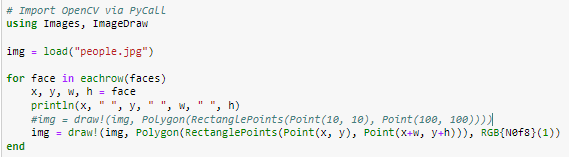 # Import OpenCV via PyCall
using Images, ImageDraw
img = load("people.jpg")
for face in eachrow(faces)
    x, y, w, h = face
    println(x, " ", y, " ", w, " ", h)
    #img = draw!(img, Polygon(RectanglePoints(Point(10, 10), Point(100, 100))))
    img = draw!(img, Polygon(RectanglePoints(Point(x, y), Point(x+w, y+h))), RGB{N0f8}(1))
end